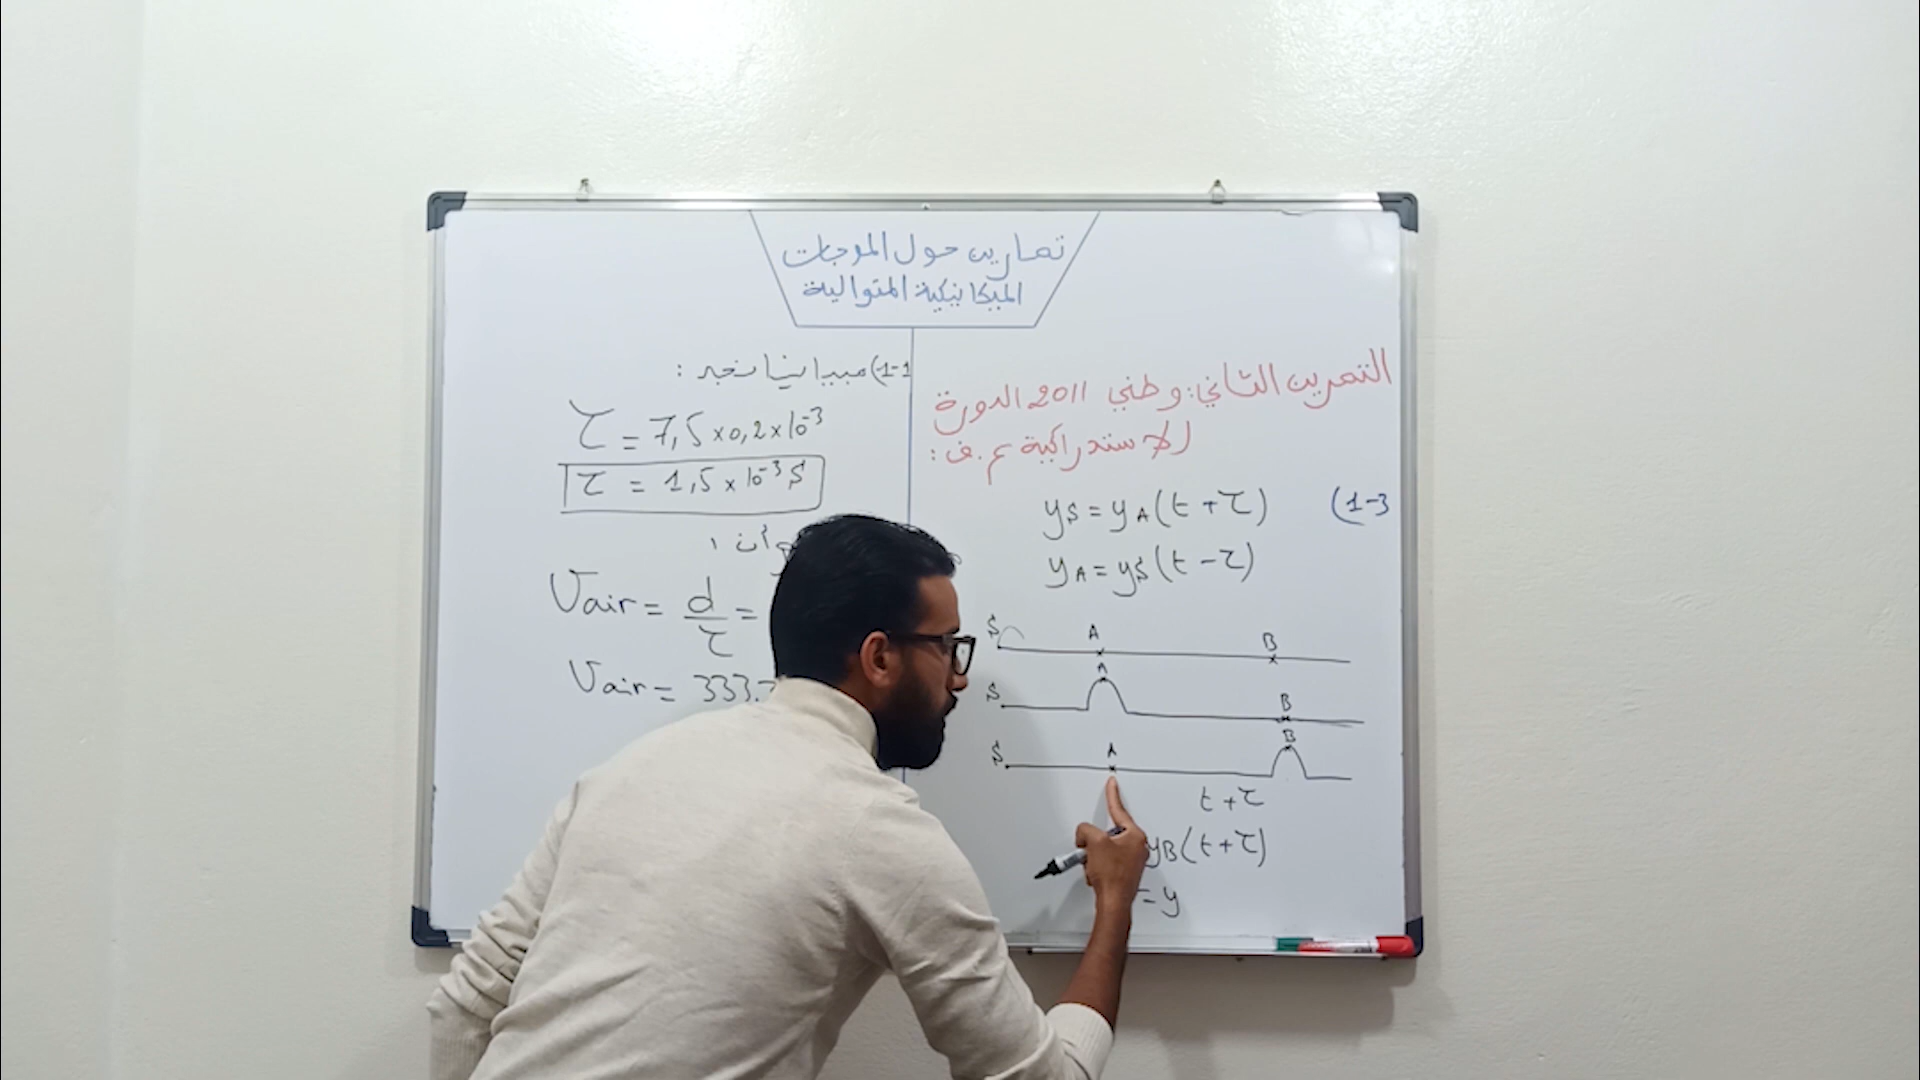 تمارين حول الموجات
الميكانيكية المتوالية
التمرين الثاني: وطني 2011 الدورة
الاستدراكية ع.ف:
1-3)
yS = yA(t+τ)
yA = yS(t-τ)
S A B
S A B
S A B
t+τ
yB(t+τ)
= y
1-1) مبيانيا نجد :
τ = 7,5 x 0,2 x 10-3
τ = 1,5 x 10-3 S
Vair = d/τ =
Vair = 333.